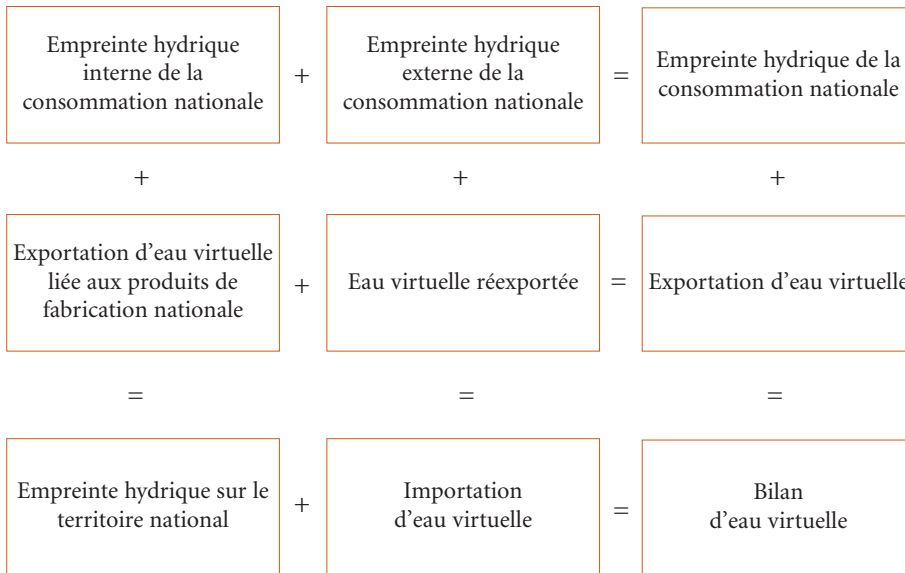 Empreinte hydrique
interne de la
consommation nationale
+
Empreinte hydrique
externe de la
consommation nationale
=
Empreinte hydrique de la
consommation nationale
+
+
+
Exportation d'eau virtuelle
liée aux produits de
fabrication nationale
+
Eau virtuelle réexportée
=
Exportation d'eau virtuelle
=
=
=
Empreinte hydrique sur le
territoire national
+
Importation
d'eau virtuelle
=
Bilan
d'eau virtuelle